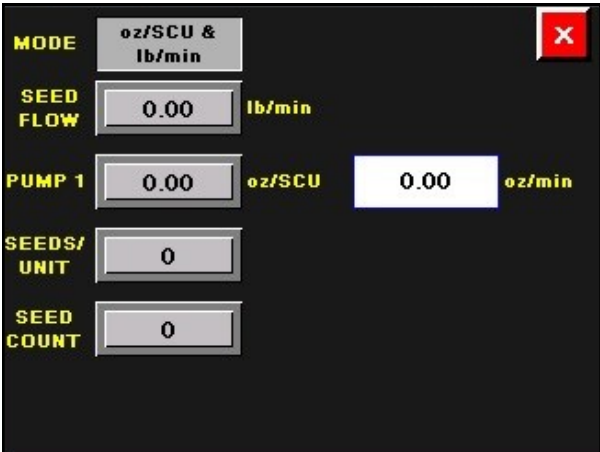 MODE oz/SCU & lb/min X
SEED FLOW 0.00 lb/min
PUMP 1 0.00 oz/SCU 0.00 oz/min
SEEDS/ UNIT 0
SEED COUNT 0